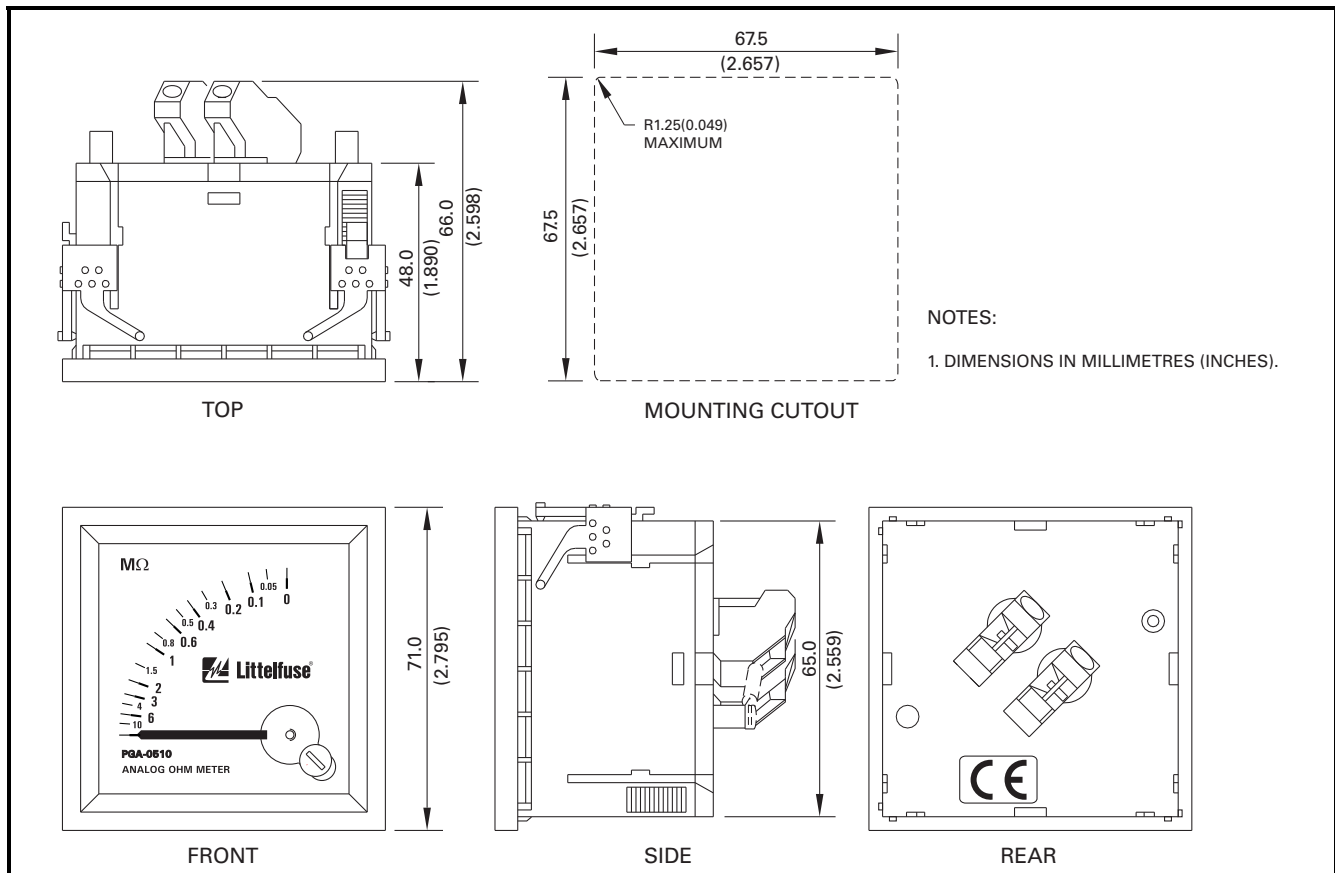 67.5
(2.657)
R1.25(0.049)
MAXIMUM
67.5
(2.657)
48.0
(1.890)
66.0
(2.598)
TOP
MOUNTING CUTOUT
NOTES:
1. DIMENSIONS IN MILLIMETRES (INCHES).
MΩ
0
0.05
0.1
0.2
0.3
0.4
0.5
0.6
0.8
1
1.5
2
3
4
6
10
Littelfuse®
PGA-0510
ANALOG OHM METER
71.0
(2.795)
FRONT
65.0
(2.559)
SIDE
CE
REAR